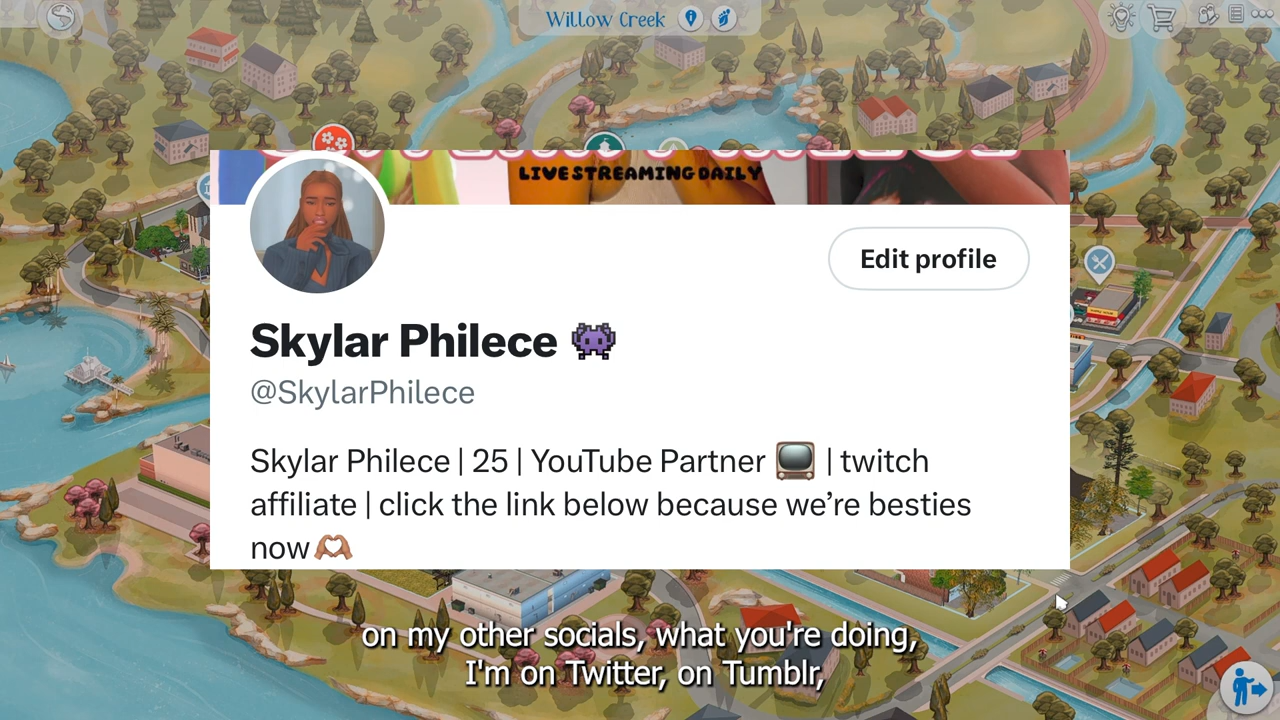 Willow Creek
LIVE STREAMING DAILY
Edit profile
Skylar Philece
@SkylarPhilece
Skylar Philece | 25 | YouTube Partner | twitch
affiliate | click the link below because we’re besties
now
on my other socials, what you're doing,
I'm on Twitter, on Tumblr,